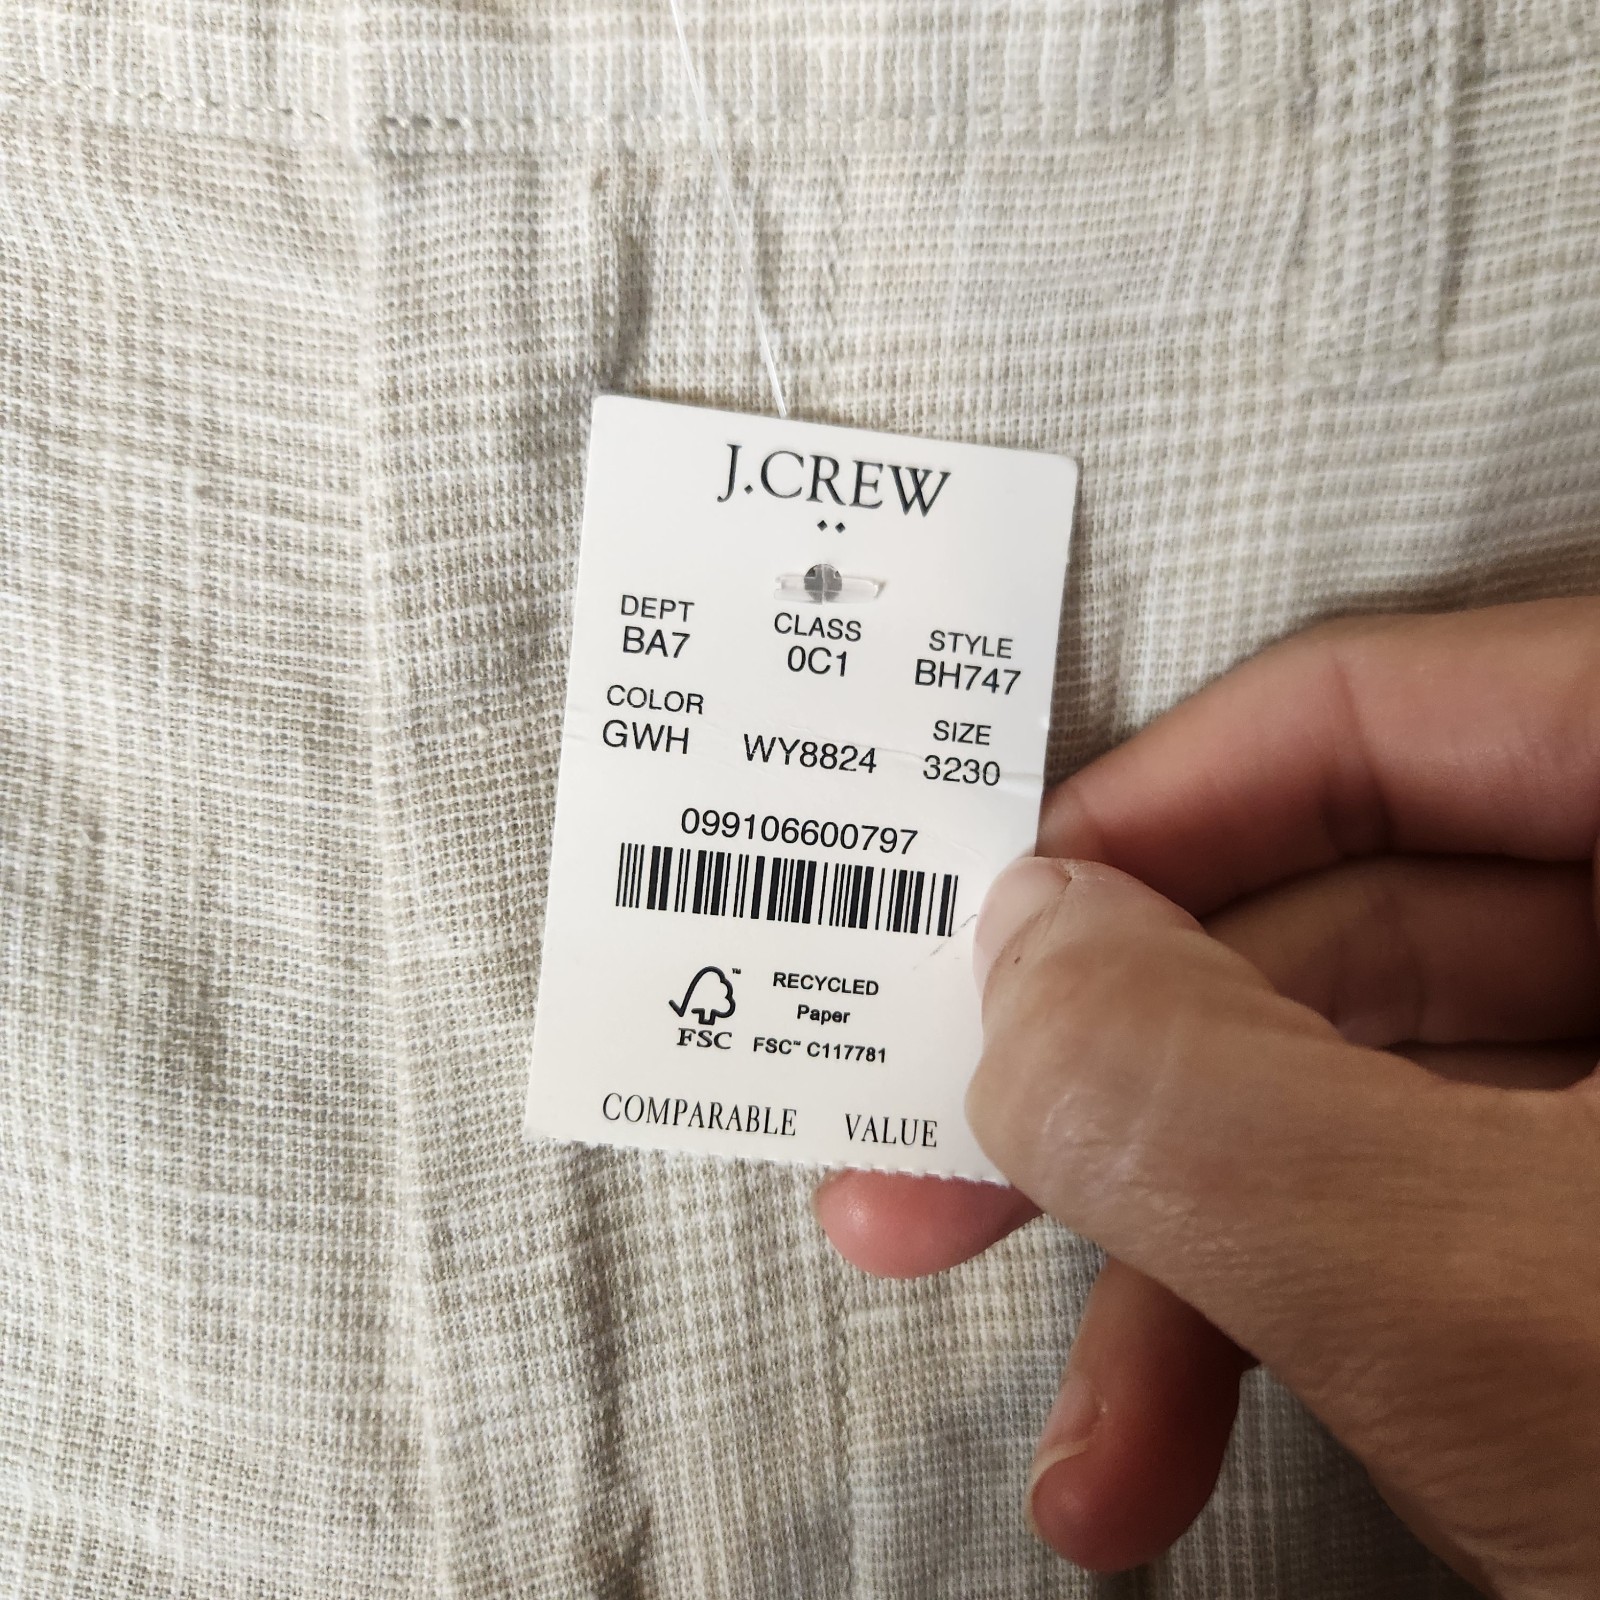 J.CREW
DEPT CLASS STYLE
BA7 0C1 BH747
COLOR SIZE
GWH WY8824 3230
099106600797
RECYCLED
Paper
FSC FSC™ C117781
COMPARABLE VALUE